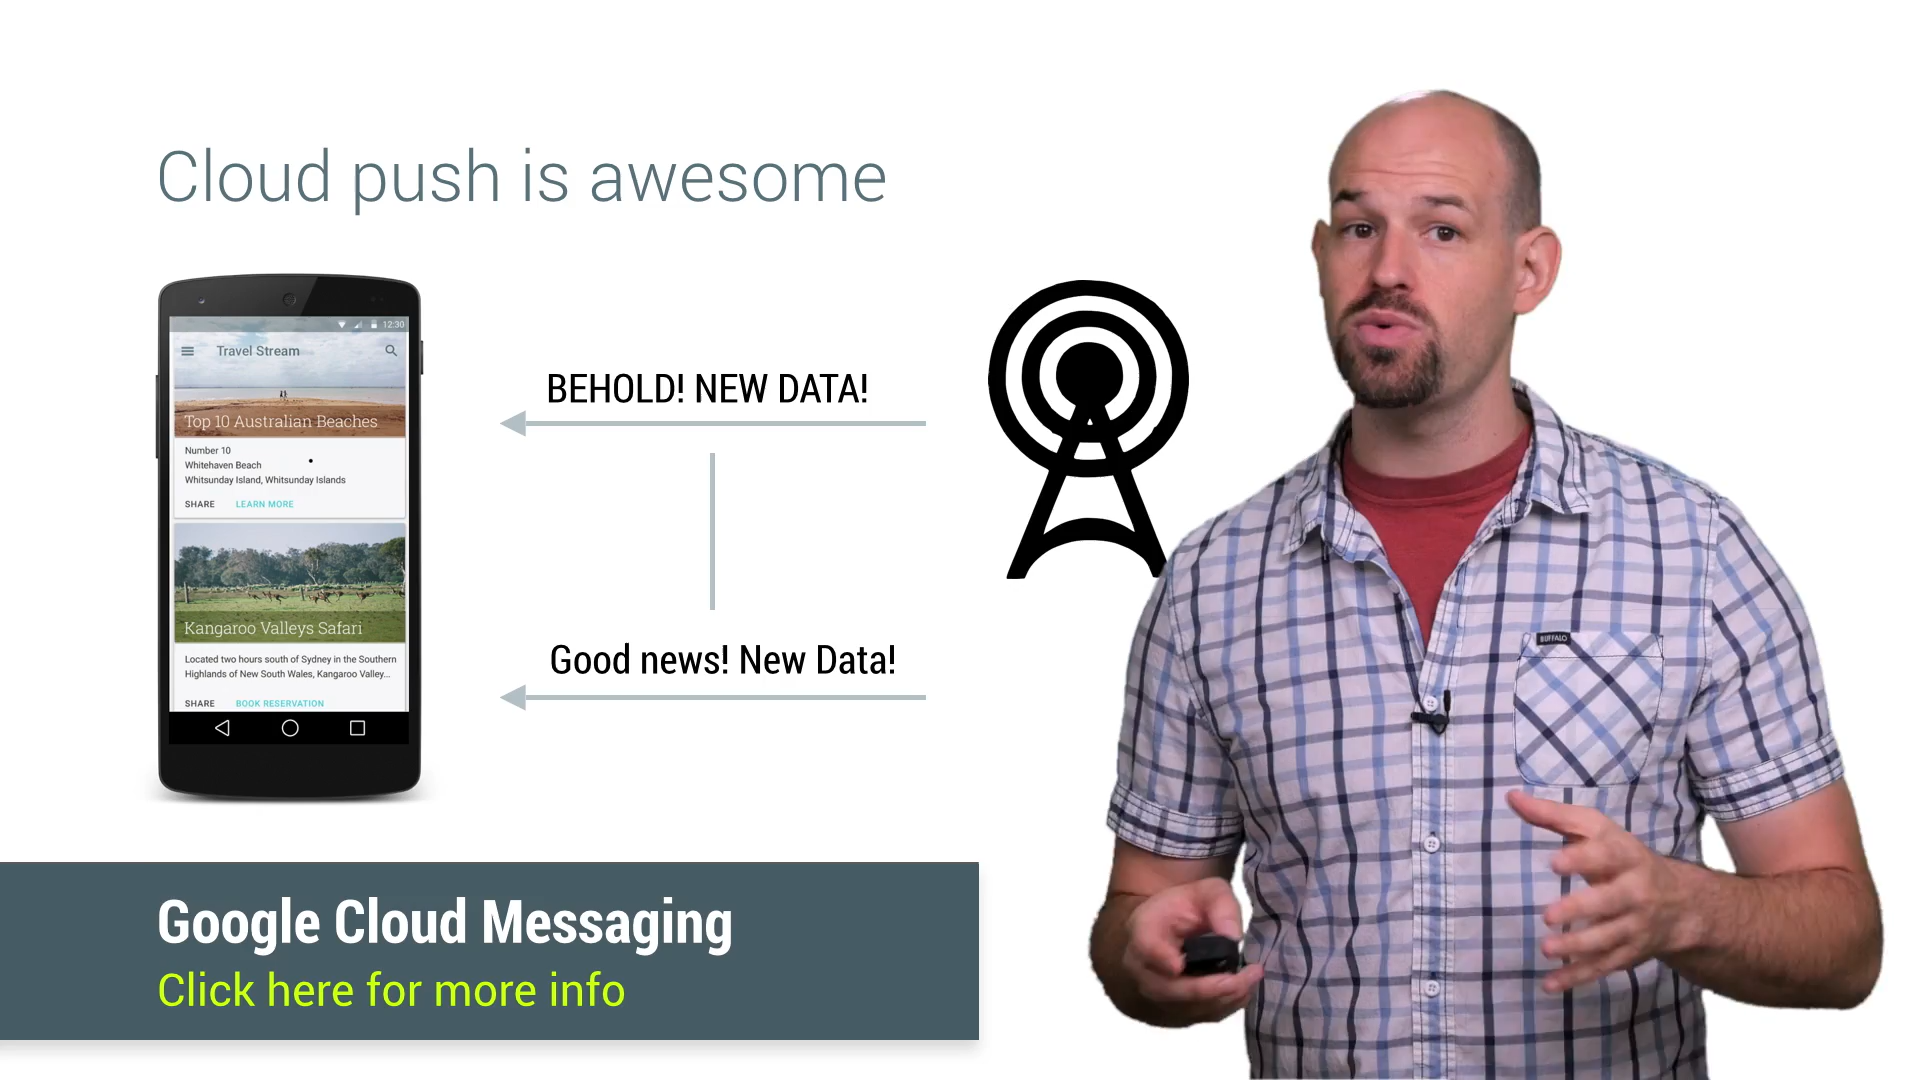 Cloud push is awesome
12:30
Travel Stream
Top 10 Australian Beaches
Number 10
Whitehaven Beach
Whitsunday Island, Whitsunday Islands
SHARE LEARN MORE
Kangaroo Valleys Safari
Located two hours south of Sydney in the Southern
Highlands of New South Wales, Kangaroo Valley...
SHARE BOOK RESERVATION
BEHOLD! NEW DATA!
Good news! New Data!
BUFFALO
Google Cloud Messaging
Click here for more info